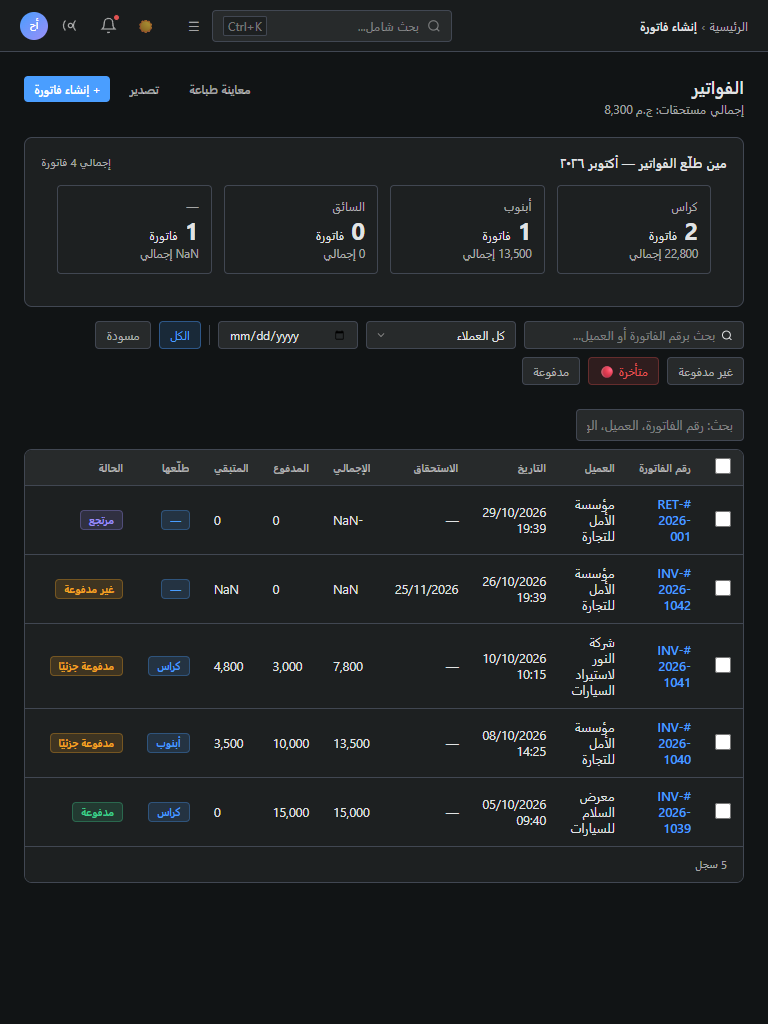 الرئيسية › إنشاء فاتورة
بحث شامل... Ctrl+K
أج
الفواتير
إجمالي مستحقات: ج.م 8,300
معاينة طباعة
تصدير
+ إنشاء فاتورة
مين طلّع الفواتير — أكتوبر ٢٠٢٦
إجمالي 4 فاتورة
كراس
2 فاتورة
22,800 إجمالي
أبنوب
1 فاتورة
13,500 إجمالي
السائق
0 فاتورة
0 إجمالي
—
1 فاتورة
NaN إجمالي
بحث برقم الفاتورة أو العميل...
كل العملاء
mm/dd/yyyy
الكل
مسودة
غير مدفوعة
متأخرة
مدفوعة
بحث: رقم الفاتورة، العميل، الر
رقم الفاتورة العميل التاريخ الاستحقاق الإجمالي المدفوع المتبقي طلّعها الحالة
RET-#
2026-
001
مؤسسة
الأمل
للتجارة
29/10/2026
19:39
—
NaN-
0
0
—
مرتجع
INV-#
2026-
1042
مؤسسة
الأمل
للتجارة
26/10/2026
19:39
25/11/2026
NaN
0
NaN
—
غير مدفوعة
INV-#
2026-
1041
شركة
النور
لاستيراد
السيارات
10/10/2026
10:15
—
7,800
3,000
4,800
كراس
مدفوعة جزئيًا
INV-#
2026-
1040
مؤسسة
الأمل
للتجارة
08/10/2026
14:25
—
13,500
10,000
3,500
أبنوب
مدفوعة جزئيًا
INV-#
2026-
1039
معرض
السلام
للسيارات
05/10/2026
09:40
—
15,000
15,000
0
كراس
مدفوعة
5 سجل